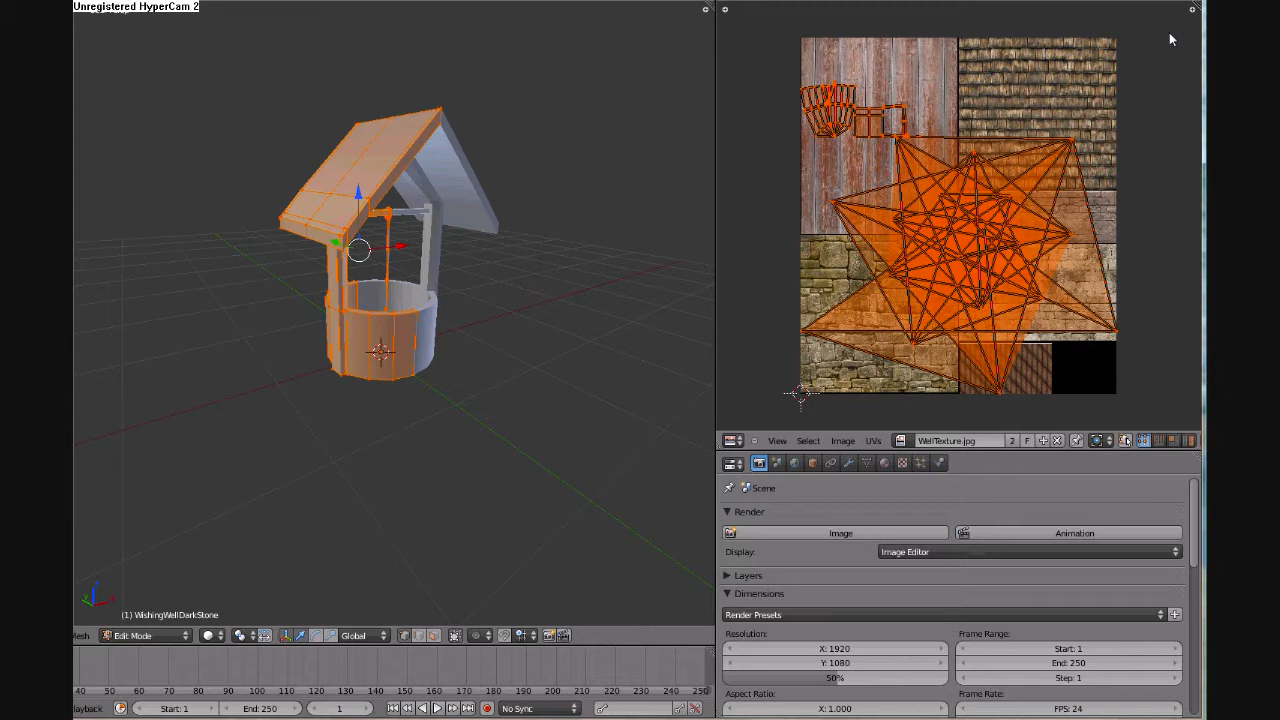 Unregistered HyperCam 2
(1) WishingWellDarkStone
Mesh Edit Mode Global
40 50 60 70 80 90 100 110 120 130 140 150 160 170 180 190 200 210 220 230 240 250
Playback Start: 1 End: 250 1 No Sync
View Select Image UVs WellTexture.jpg 2 F
Scene
Render
Image Animation
Display: Image Editor
Layers
Dimensions
Render Presets
Resolution: Frame Range:
X: 1920 Start: 1
Y: 1080 End: 250
50% Step: 1
Aspect Ratio: Frame Rate:
X: 1.000 FPS: 24